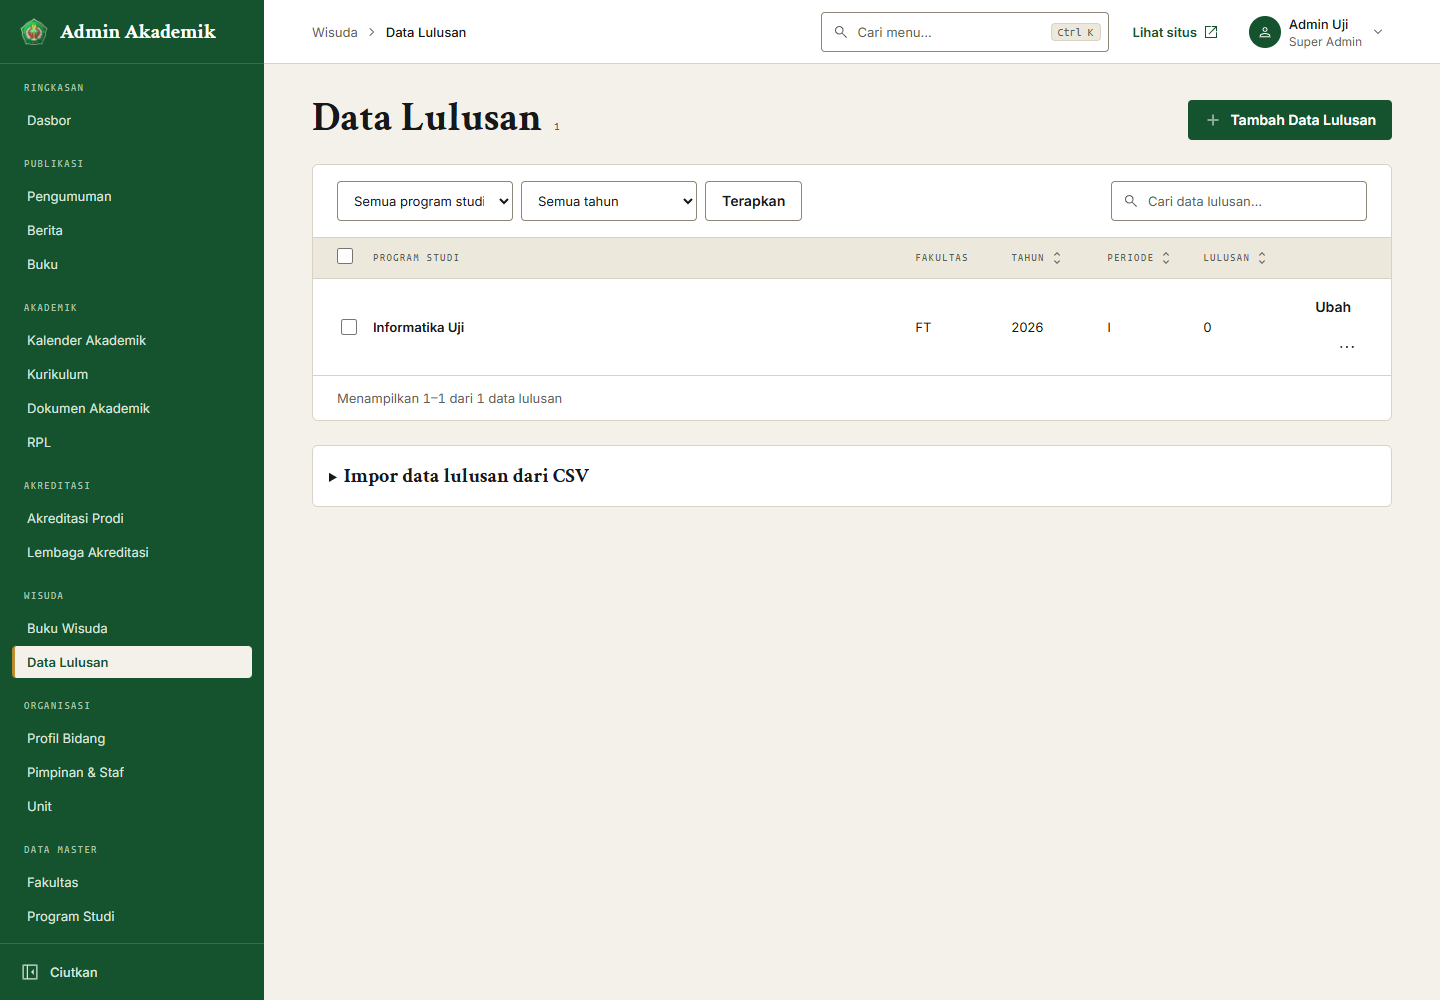 Admin Akademik
RINGKASAN
Dasbor
PUBLIKASI
Pengumuman
Berita
Buku
AKADEMIK
Kalender Akademik
Kurikulum
Dokumen Akademik
RPL
AKREDITASI
Akreditasi Prodi
Lembaga Akreditasi
WISUDA
Buku Wisuda
Data Lulusan
ORGANISASI
Profil Bidang
Pimpinan & Staf
Unit
DATA MASTER
Fakultas
Program Studi
Ciutkan
Wisuda > Data Lulusan
Cari menu... Ctrl K
Lihat situs
Admin Uji
Super Admin
Data Lulusan 1
+ Tambah Data Lulusan
Semua program studi Semua tahun Terapkan Cari data lulusan...
PROGRAM STUDI FAKULTAS TAHUN PERIODE LULUSAN
Informatika Uji FT 2026 I 0 Ubah
...
Menampilkan 1–1 dari 1 data lulusan
Impor data lulusan dari CSV